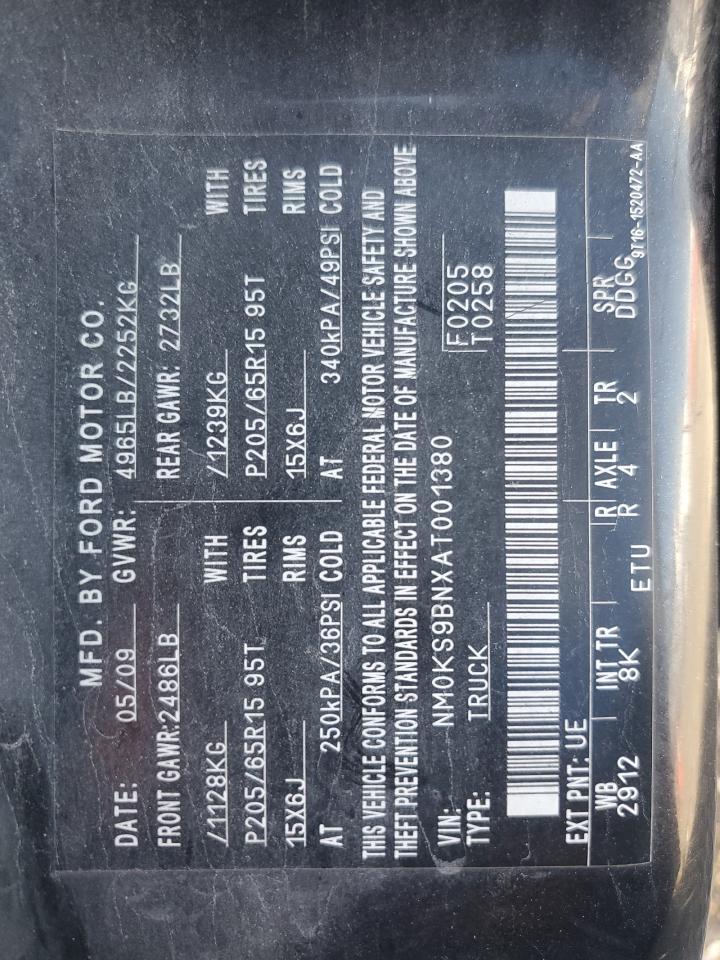 MFD. BY FORD MOTOR CO.
DATE: 05/09 GVWR: 4965LB/2252KG
FRONT GAWR:2486LB REAR GAWR: 2732LB
/1128KG WITH /1239KG WITH
P205/65R15 95T TIRES P205/65R15 95T TIRES
15X6J RIMS 15X6J RIMS
AT 250kPA/36PSI COLD AT 340kPA/49PSI COLD
THIS VEHICLE CONFORMS TO ALL APPLICABLE FEDERAL MOTOR VEHICLE SAFETY AND
THEFT PREVENTION STANDARDS IN EFFECT ON THE DATE OF MANUFACTURE SHOWN ABOVE
VIN: NM0KS9BNXAT001380 F0205
TYPE: TRUCK T0258
EXT PNT: UE
WB INT TR R AXLE TR SPR
2912 8K R 4 2 DDGG
ETU 9T16-1520472-AA